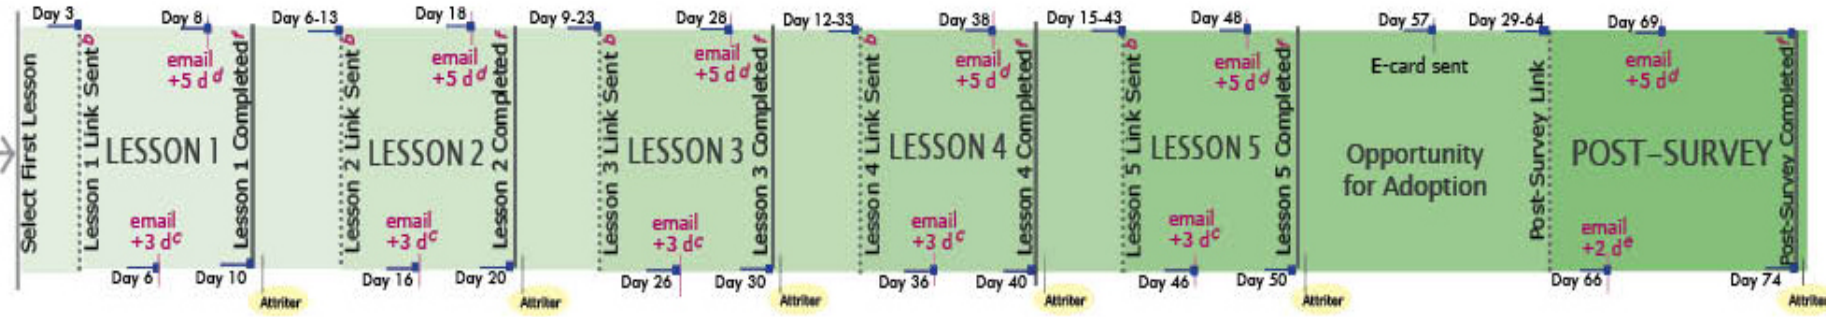 Day 3
Day 8
Day 6-13
Day 18
Day 9-23
Day 28
Day 12-33
Day 38
Day 15-43
Day 48
Day 57
Day 29-64
Day 69
Select First Lesson
Lesson 1 Link Sent b
email
+5 d d
LESSON 1
email
+3 d c
Lesson 1 Completed f
Lesson 2 Link Sent b
email
+5 d d
LESSON 2
email
+3 d c
Lesson 2 Completed f
Lesson 3 Link Sent b
email
+5 d d
LESSON 3
email
+3 d c
Lesson 3 Completed f
Lesson 4 Link Sent b
email
+5 d d
LESSON 4
email
+3 d c
Lesson 4 Completed f
Lesson 5 Link Sent b
email
+5 d d
LESSON 5
email
+3 d c
Lesson 5 Completed f
E-card sent
Opportunity
for Adoption
Post-Survey Link
email
+5 d d
POST-SURVEY
email
+2 d e
Post-Survey Completed f
Day 6
Day 10
Day 16
Day 20
Day 26
Day 30
Day 36
Day 40
Day 46
Day 50
Day 66
Day 74
Attriter
Attriter
Attriter
Attriter
Attriter
Attriter